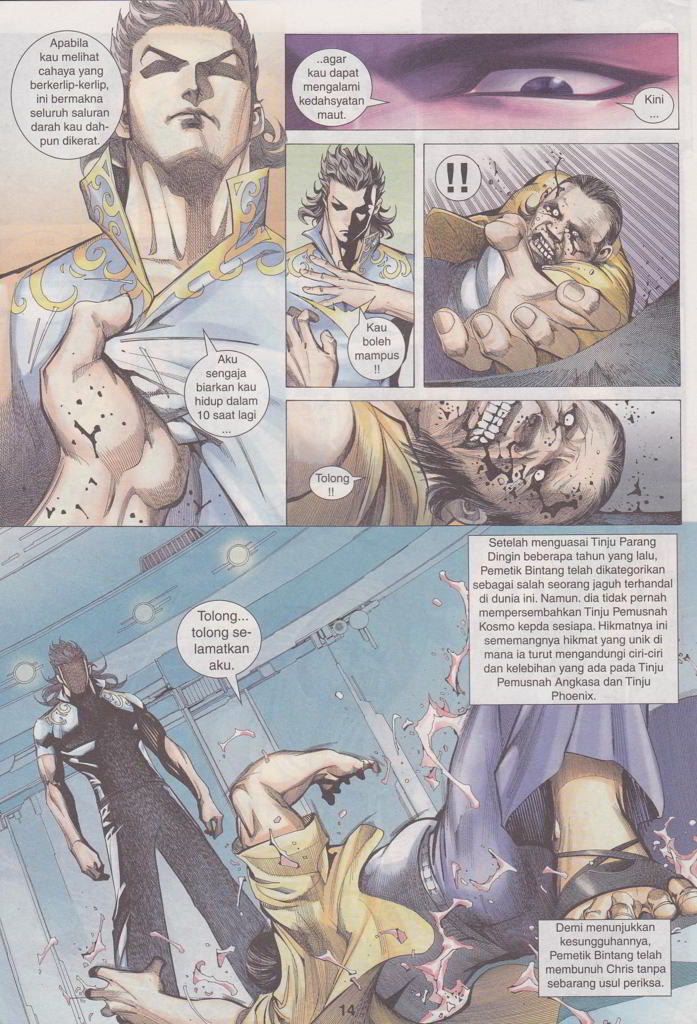 Apabila
kau melihat
cahaya yang
berkerlip-kerlip,
ini bermakna
seluruh saluran
darah kau dah-
pun dikerat.
Aku
sengaja
biarkan kau
hidup dalam
10 saat lagi
...
..agar
kau dapat
mengalami
kedahsyatan
maut.
Kini
...
Kau
boleh
mampus
!!
!!
Tolong
!!
Setelah menguasai Tinju Parang
Dingin beberapa tahun yang lalu,
Pemetik Bintang telah dikategorikan
sebagai salah seorang jaguh terhandal
di dunia ini. Namun. dia tidak pernah
mempersembahkan Tinju Pemusnah
Kosmo kepda sesiapa. Hikmatnya ini
sememangnya hikmat yang unik di
mana ia turut mengandungi ciri-ciri
dan kelebihan yang ada pada Tinju
Pemusnah Angkasa dan Tinju
Phoenix.
Tolong...
tolong se-
lamatkan
aku.
Demi menunjukkan
kesungguhannya,
Pemetik Bintang telah
membunuh Chris tanpa
sebarang usul periksa.
14